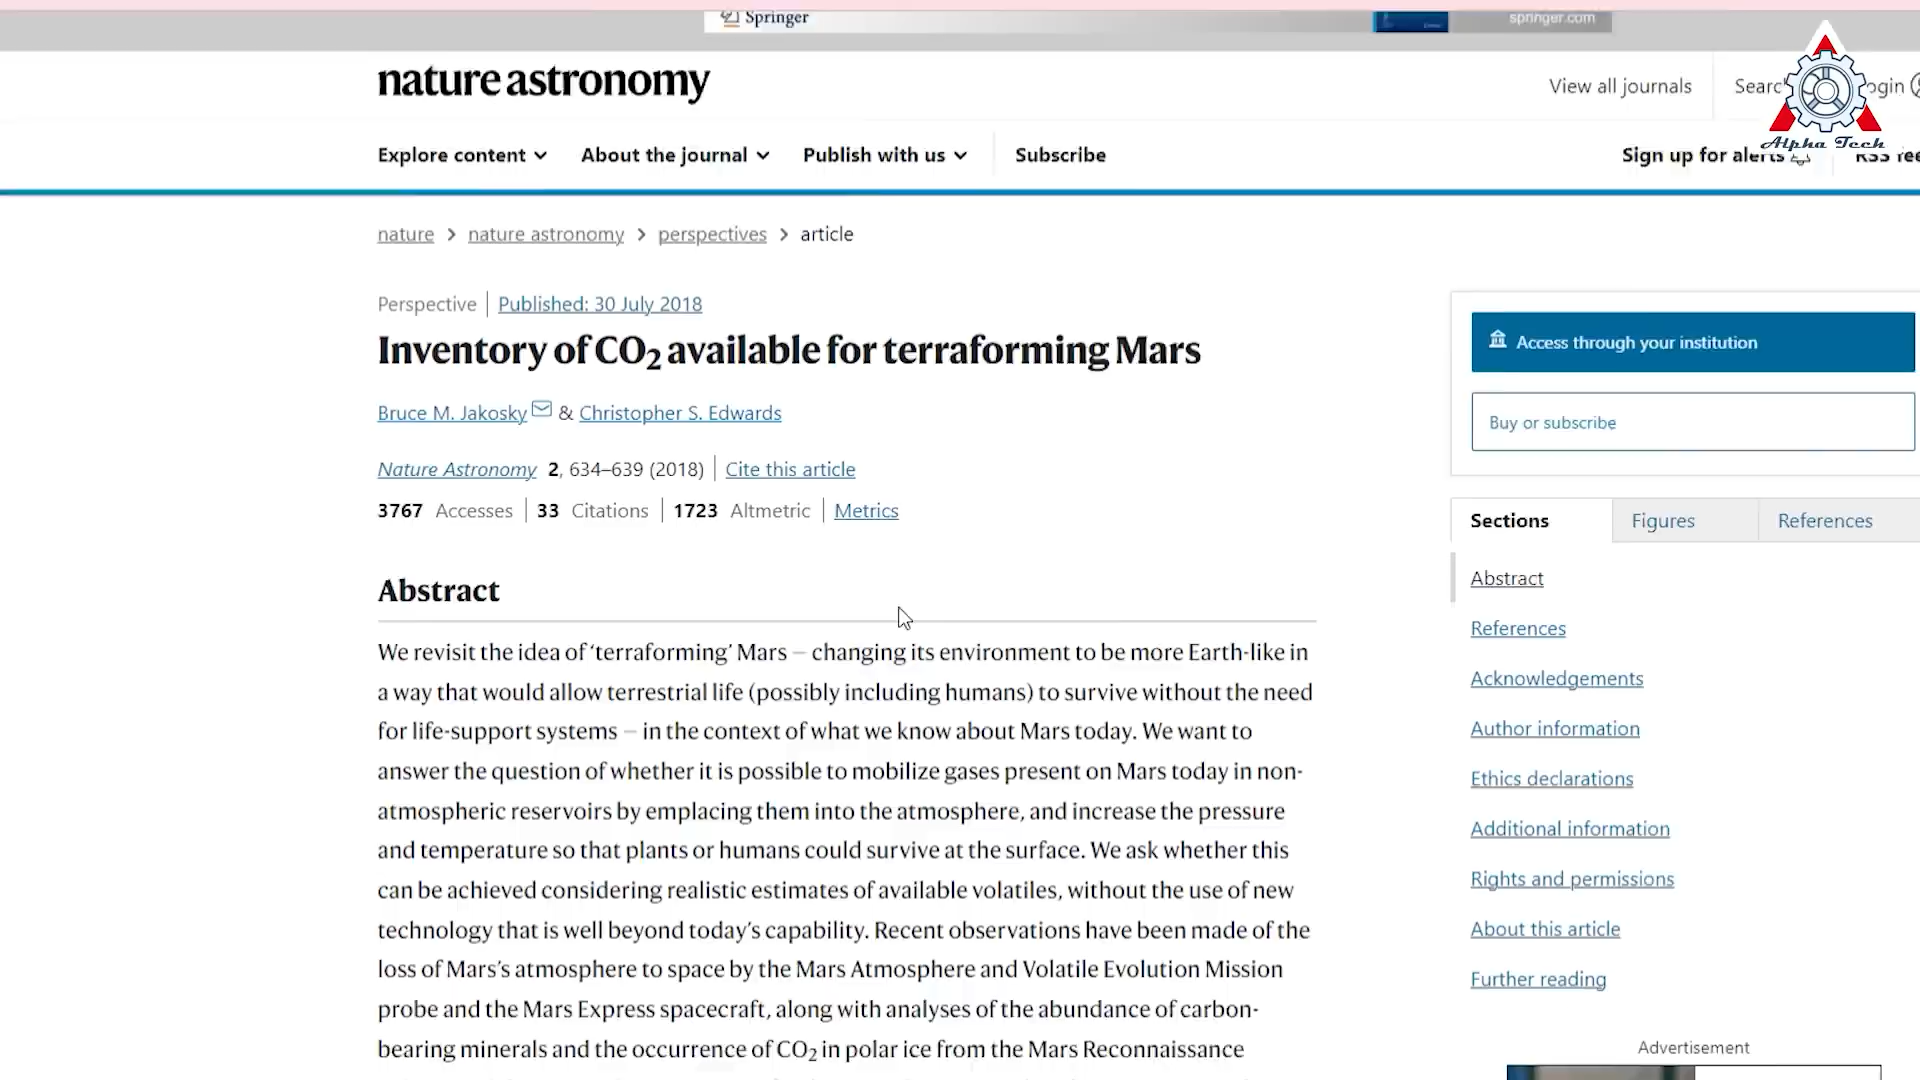 Springer
springer.com
nature astronomy
View all journals
Explore content
About the journal
Publish with us
Subscribe
Sign up for alerts
Alpha Tech
nature > nature astronomy > perspectives > article
Perspective | Published: 30 July 2018
Inventory of CO2 available for terraforming Mars
Bruce M. Jakosky & Christopher S. Edwards
Nature Astronomy 2, 634–639 (2018) | Cite this article
3767 Accesses | 33 Citations | 1723 Altmetric | Metrics
Abstract
We revisit the idea of ‘terraforming’ Mars — changing its environment to be more Earth-like in
a way that would allow terrestrial life (possibly including humans) to survive without the need
for life-support systems — in the context of what we know about Mars today. We want to
answer the question of whether it is possible to mobilize gases present on Mars today in non-
atmospheric reservoirs by emplacing them into the atmosphere, and increase the pressure
and temperature so that plants or humans could survive at the surface. We ask whether this
can be achieved considering realistic estimates of available volatiles, without the use of new
technology that is well beyond today’s capability. Recent observations have been made of the
loss of Mars’s atmosphere to space by the Mars Atmosphere and Volatile Evolution Mission
probe and the Mars Express spacecraft, along with analyses of the abundance of carbon-
bearing minerals and the occurrence of CO2 in polar ice from the Mars Reconnaissance
Access through your institution
Buy or subscribe
Sections
Figures
References
Abstract
References
Acknowledgements
Author information
Ethics declarations
Additional information
Rights and permissions
About this article
Further reading
Advertisement